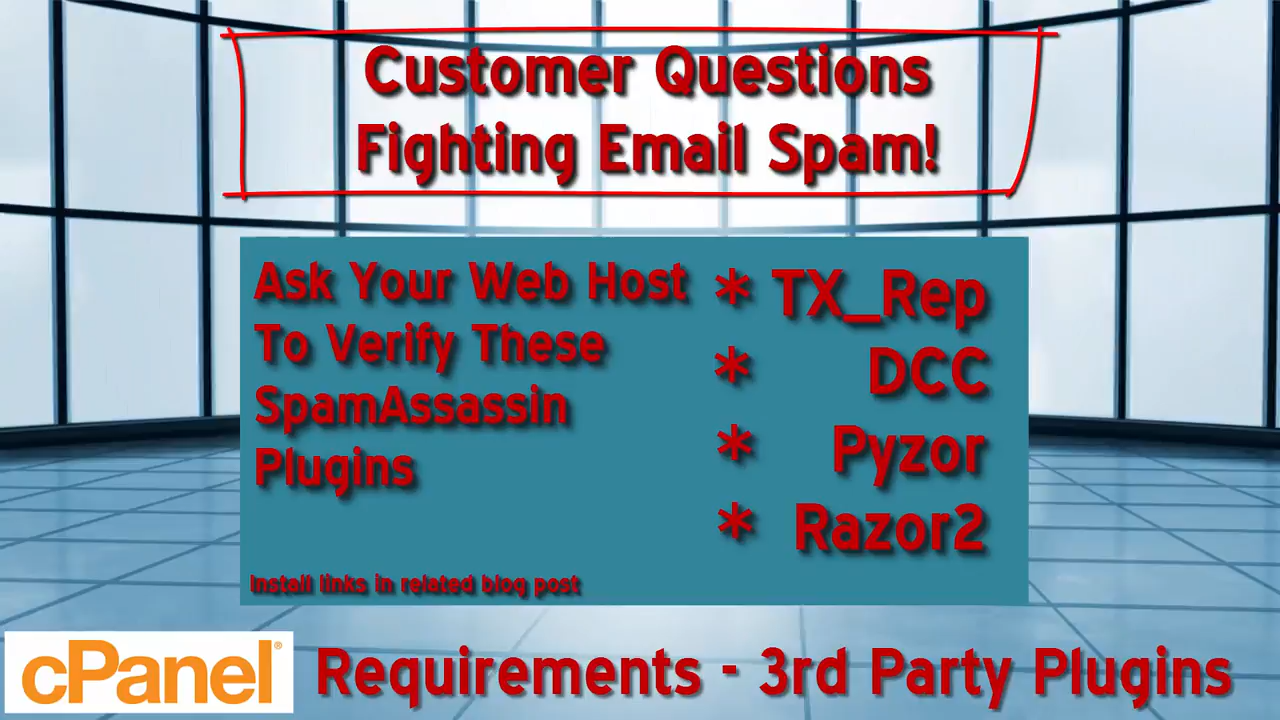 Customer Questions
Fighting Email Spam!
Ask Your Web Host
To Verify These
SpamAssassin
Plugins
* TX_Rep
* DCC
* Pyzor
* Razor2
Install links in related blog post
cPanel®
Requirements - 3rd Party Plugins